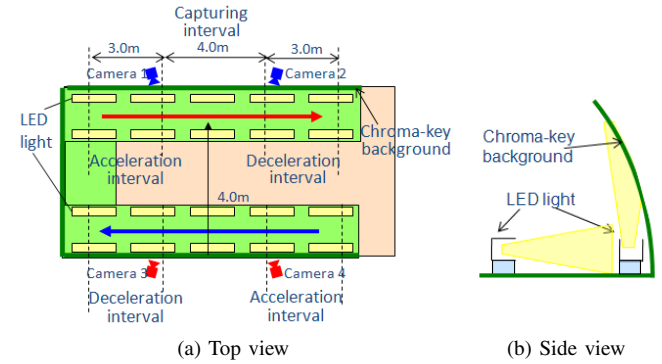 Capturing
interval
3.0m
4.0m
3.0m
Camera 1
Camera 2
LED
light
Chroma-key
background
Acceleration
interval
Deceleration
interval
4.0m
Camera 3
Camera 4
Deceleration
interval
Acceleration
interval
(a) Top view
Chroma-key
background
LED light
(b) Side view